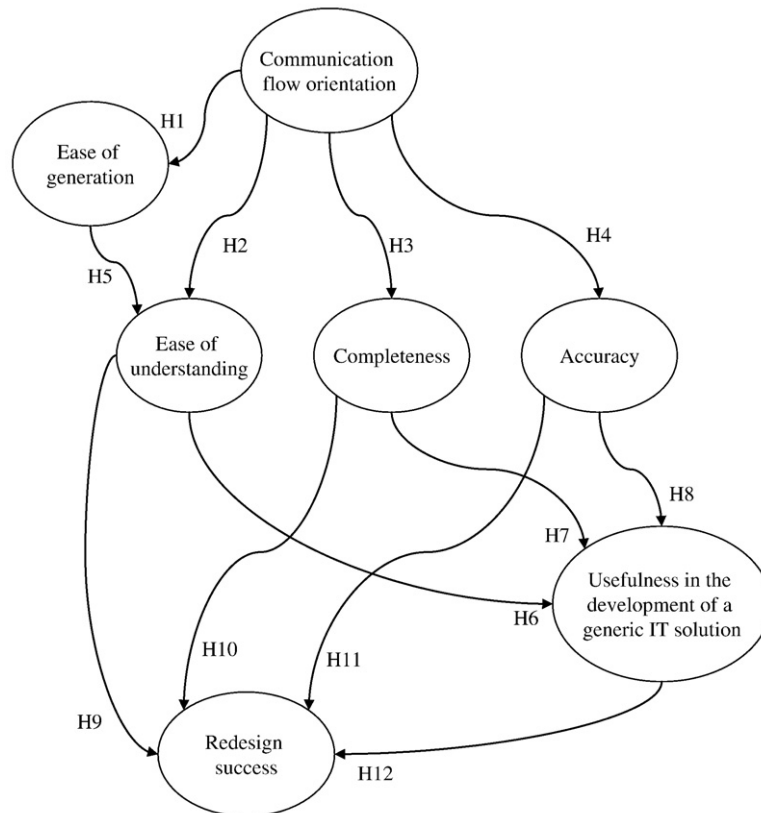 Communication
flow orientation
H1
Ease of
generation
H2
H3
H4
H5
Ease of
understanding
Completeness
Accuracy
H8
H7
Usefulness in the
development of a
generic IT solution
H6
H10
H11
H9
Redesign
success
H12